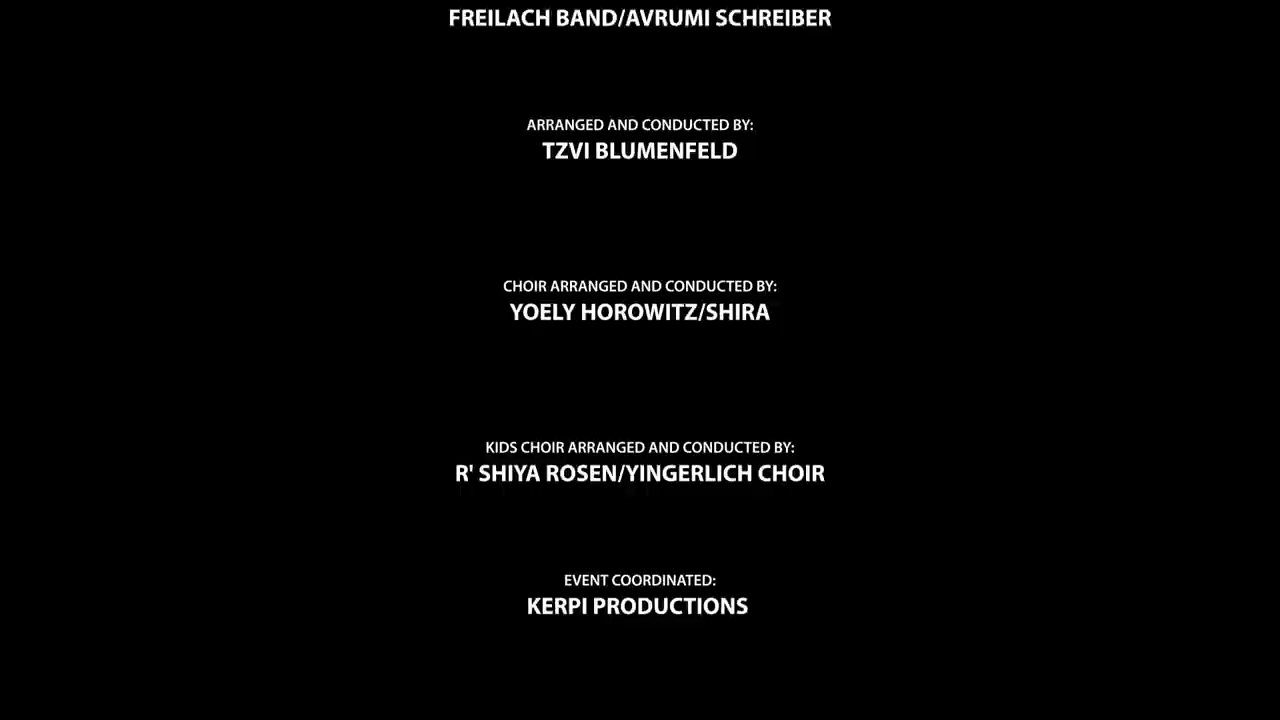 FREILACH BAND/AVRUMI SCHREIBER
ARRANGED AND CONDUCTED BY:
TZVI BLUMENFELD
CHOIR ARRANGED AND CONDUCTED BY:
YOELY HOROWITZ/SHIRA
KIDS CHOIR ARRANGED AND CONDUCTED BY:
R' SHIYA ROSEN/YINGERLICH CHOIR
EVENT COORDINATED:
KERPI PRODUCTIONS